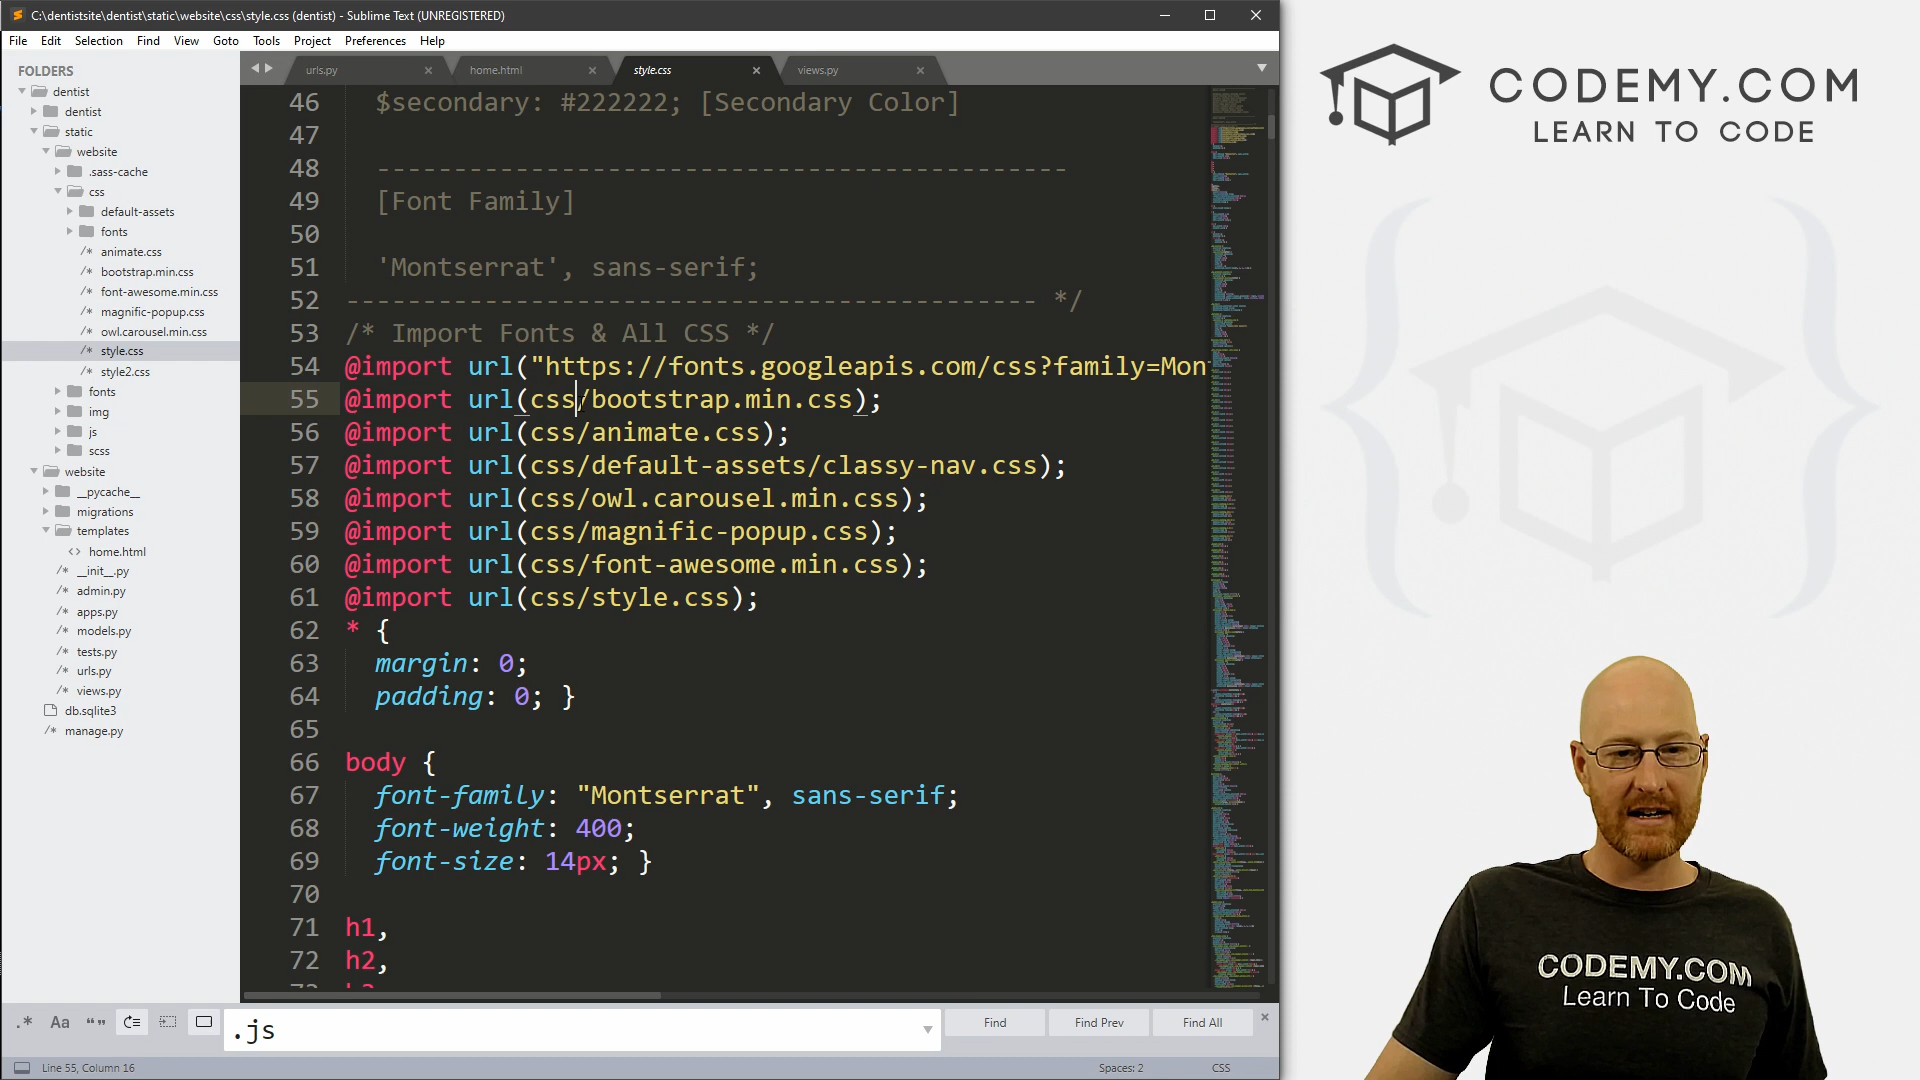 C:\dentistsite\dentist\static\website\css\style.css (dentist) - Sublime Text (UNREGISTERED)
File Edit Selection Find View Goto Tools Project Preferences Help
FOLDERS
dentist
dentist
static
website
.sass-cache
css
default-assets
fonts
/* animate.css
/* bootstrap.min.css
/* font-awesome.min.css
/* magnific-popup.css
/* owl.carousel.min.css
/* style.css
/* style2.css
fonts
img
js
scss
website
__pycache__
migrations
templates
<> home.html
/* __init__.py
/* admin.py
/* apps.py
/* models.py
/* tests.py
/* urls.py
/* views.py
db.sqlite3
/* manage.py
urls.py home.html style.css views.py
46 $secondary: #222222; [Secondary Color]
47
48 ---------------------------------------------
49 [Font Family]
50
51 'Montserrat', sans-serif;
52 --------------------------------------------- */
53 /* Import Fonts & All CSS */
54 @import url("https://fonts.googleapis.com/css?family=Mon
55 @import url(css/bootstrap.min.css);
56 @import url(css/animate.css);
57 @import url(css/default-assets/classy-nav.css);
58 @import url(css/owl.carousel.min.css);
59 @import url(css/magnific-popup.css);
60 @import url(css/font-awesome.min.css);
61 @import url(css/style.css);
62 * {
63 margin: 0;
64 padding: 0; }
65
66 body {
67 font-family: "Montserrat", sans-serif;
68 font-weight: 400;
69 font-size: 14px; }
70
71 h1,
72 h2,
.* Aa “”
.js
Find Find Prev Find All
Line 55, Column 16
Spaces: 2
CSS
CODEMY.COM
LEARN TO CODE
CODEMY.COM
Learn To Code